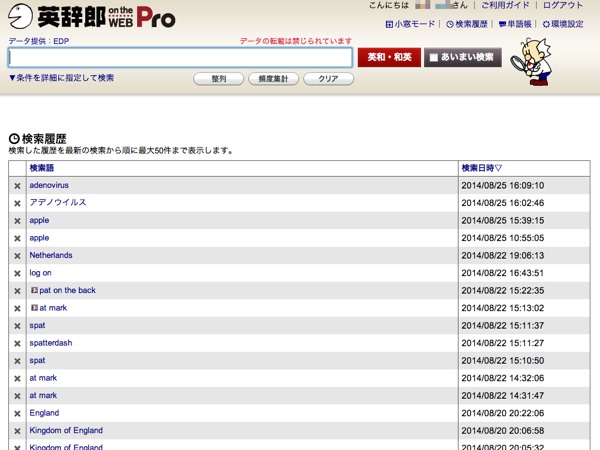 英辞郎 on the WEB Pro
こんにちは さん | ご利用ガイド | ログアウト
小窓モード | 検索履歴 | 単語帳 | 環境設定
データ提供：EDP
データの転載は禁じられています
英和・和英
あいまい検索
▼条件を詳細に指定して検索
整列
頻度集計
クリア
検索履歴
検索した履歴を最新の検索から順に最大50件まで表示します。
検索語 検索日時▽
× adenovirus 2014/08/25 16:09:10
× アデノウイルス 2014/08/25 16:02:46
× apple 2014/08/25 15:39:15
× apple 2014/08/25 10:55:05
× Netherlands 2014/08/22 19:06:13
× log on 2014/08/22 16:43:51
× pat on the back 2014/08/22 15:22:35
× at mark 2014/08/22 15:13:02
× spat 2014/08/22 15:11:37
× spatterdash 2014/08/22 15:11:27
× spat 2014/08/22 15:10:50
× at mark 2014/08/22 14:32:06
× at mark 2014/08/22 14:31:47
× England 2014/08/20 20:22:06
× Kingdom of England 2014/08/20 20:06:58
× Kingdom of England 2014/08/20 20:05:32